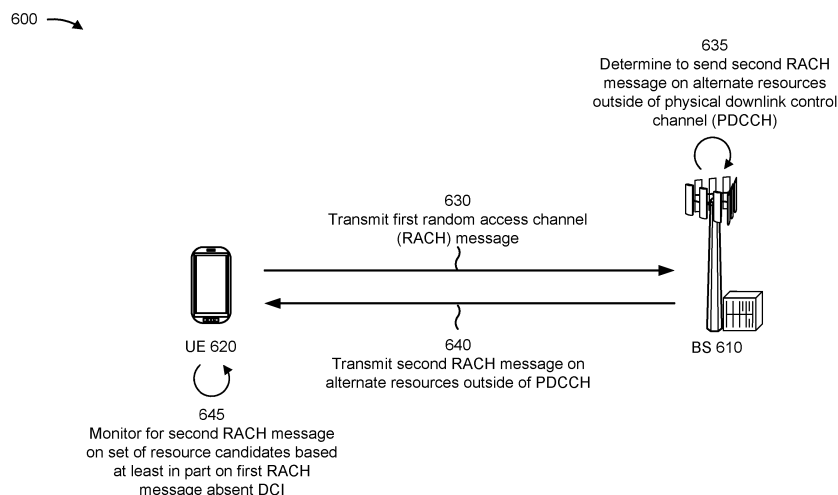 600
635
Determine to send second RACH
message on alternate resources
outside of physical downlink control
channel (PDCCH)
630
Transmit first random access channel
(RACH) message
UE 620
BS 610
640
Transmit second RACH message on
alternate resources outside of PDCCH
645
Monitor for second RACH message
on set of resource candidates based
at least in part on first RACH
message absent DCI